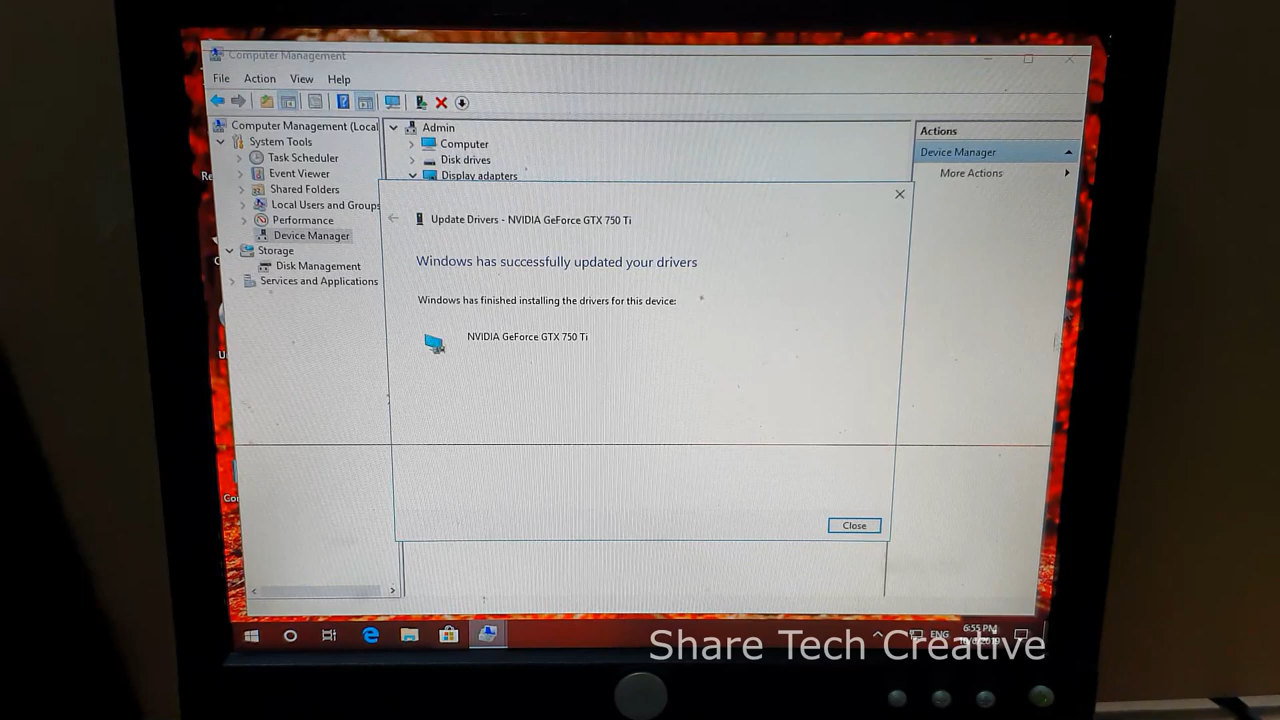 Computer Management
File Action View Help
Computer Management (Local
System Tools
Task Scheduler
Event Viewer
Shared Folders
Local Users and Groups
Performance
Device Manager
Storage
Disk Management
Services and Applications
Admin
Computer
Disk drives
Display adapters
Actions
Device Manager
More Actions
Update Drivers - NVIDIA GeForce GTX 750 Ti
Windows has successfully updated your drivers
Windows has finished installing the drivers for this device:
NVIDIA GeForce GTX 750 Ti
Close
ENG
6:55 PM
Share Tech Creative